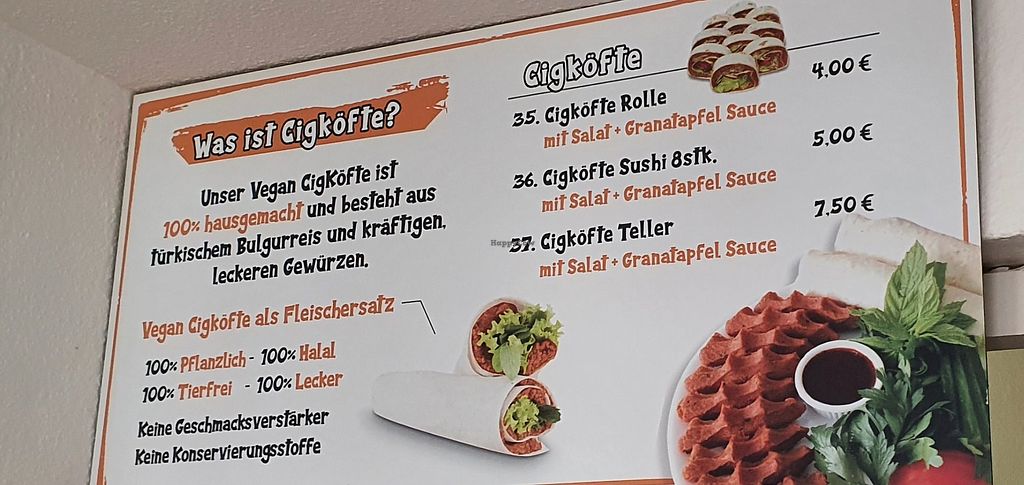 Was ist Cigköfte?
Unser Vegan CigKöfte ist
100% hausgemacht und besteht aus
türkischem Bulgurreis und kräftigen,
leckeren Gewürzen.
Vegan Cigköfte als Fleischersatz
100% Pflanzlich - 100% Halal
100% Tierfrei - 100% Lecker
Keine Geschmacksverstärker
Keine Konservierungsstoffe
Cigköfte
35. Cigköfte Rolle 4,00 €
mit Salat + Granatapfel Sauce
36. Cigköfte Sushi 8stk. 5,00 €
mit Salat + Granatapfel Sauce
37. Cigköfte Teller 7,50 €
mit Salat + Granatapfel Sauce